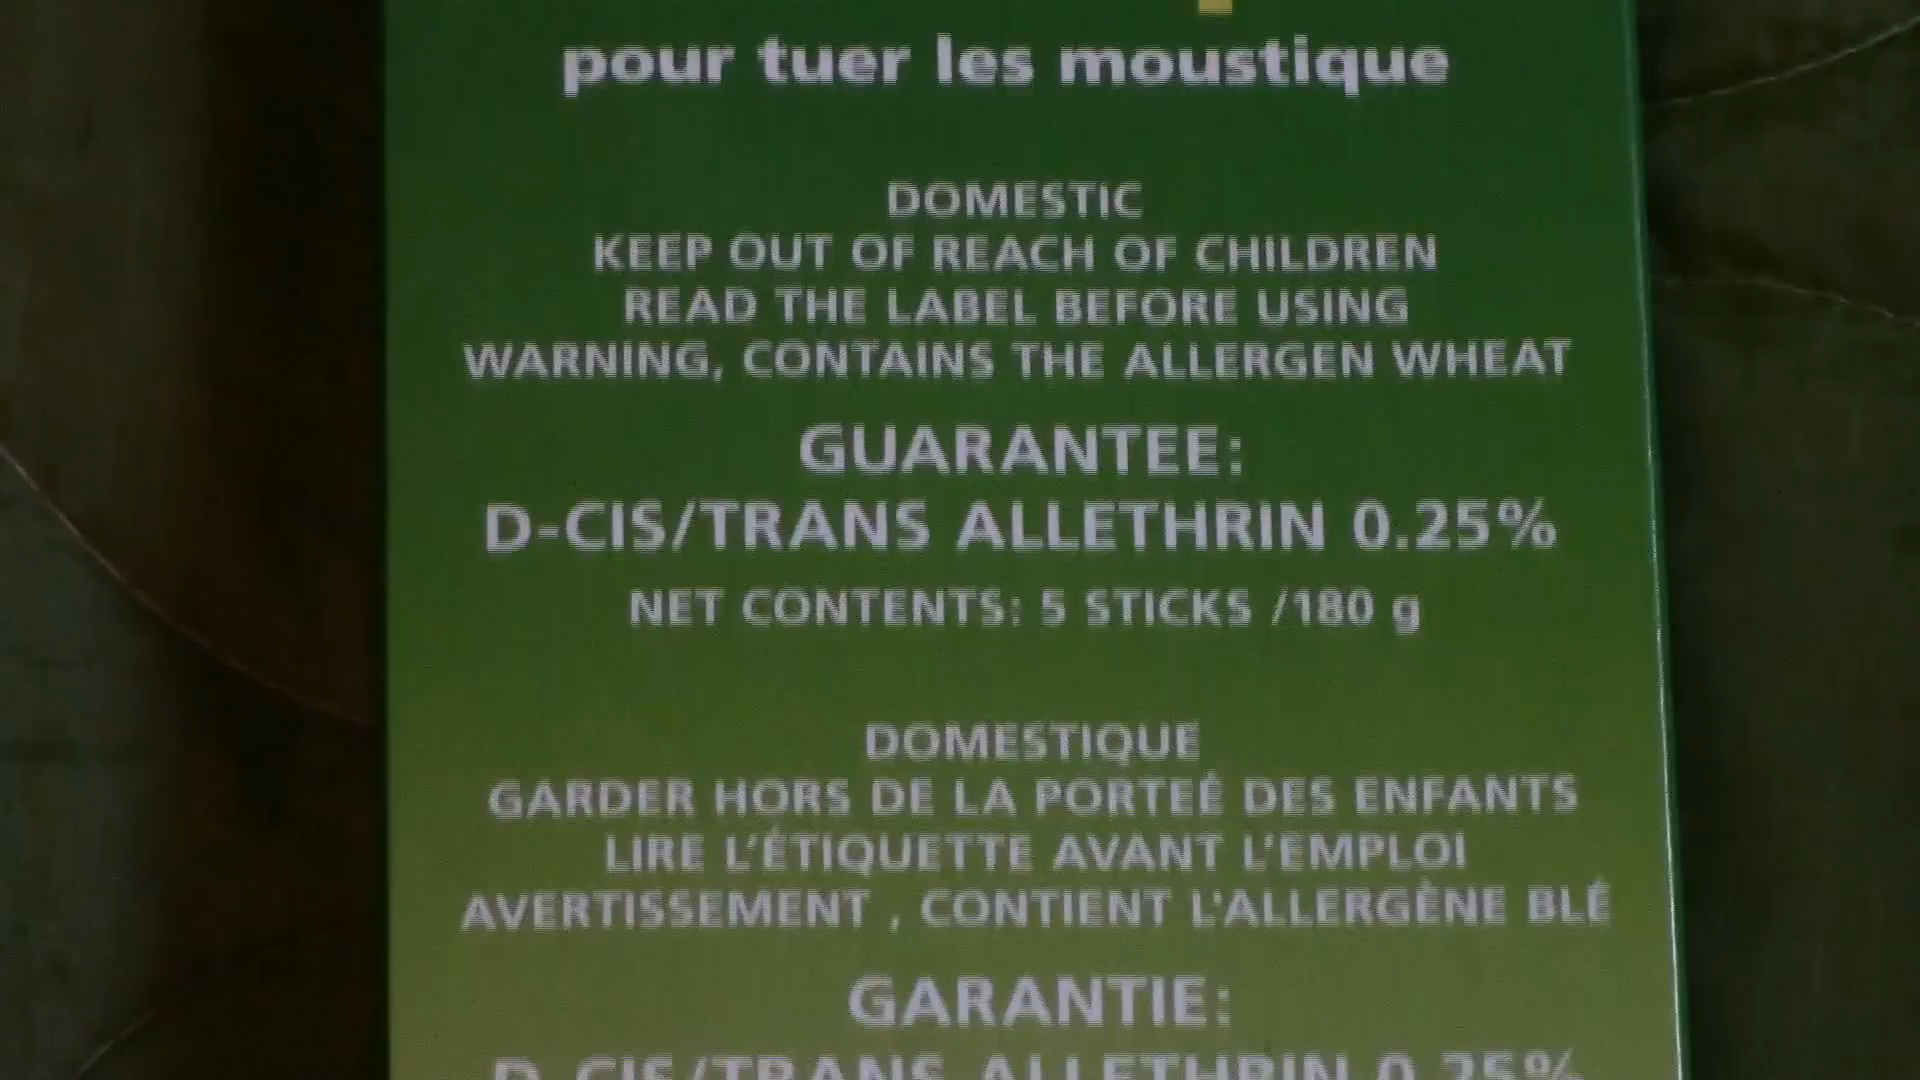 pour tuer les moustique
DOMESTIC
KEEP OUT OF REACH OF CHILDREN
READ THE LABEL BEFORE USING
WARNING, CONTAINS THE ALLERGEN WHEAT
GUARANTEE:
D-CIS/TRANS ALLETHRIN 0.25%
NET CONTENTS: 5 STICKS /180 g
DOMESTIQUE
GARDER HORS DE LA PORTEÉ DES ENFANTS
LIRE L'ÉTIQUETTE AVANT L'EMPLOI
AVERTISSEMENT , CONTIENT L'ALLERGÈNE BLÉ
GARANTIE:
D-CIS/TRANS ALLETHRIN 0.25%